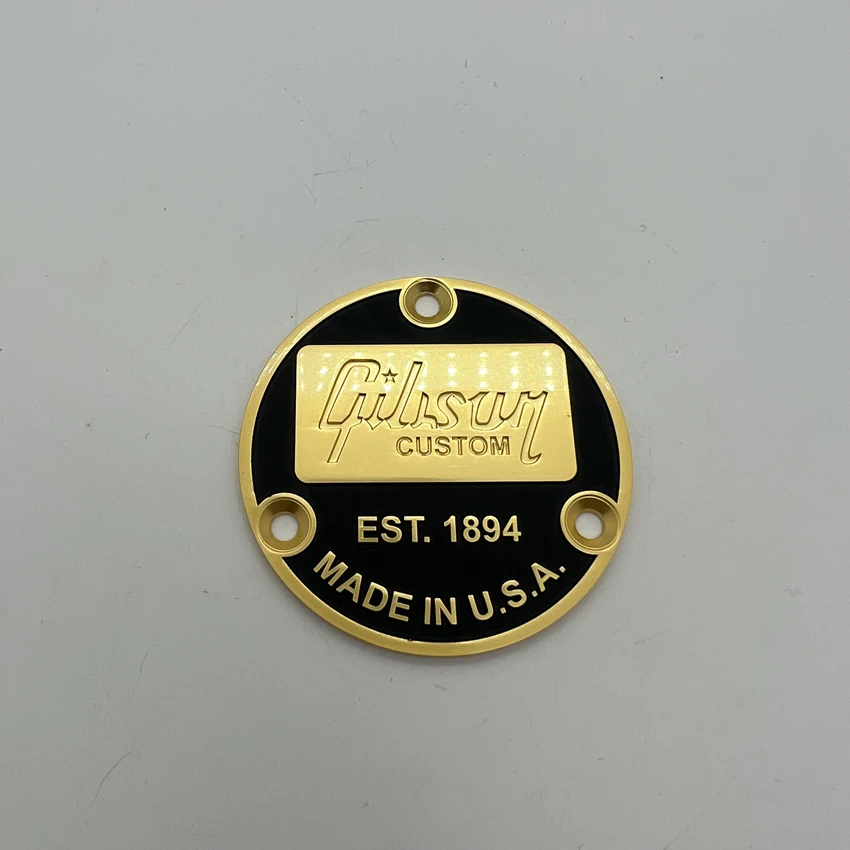 Gibson
CUSTOM
EST. 1894
MADE IN U.S.A.